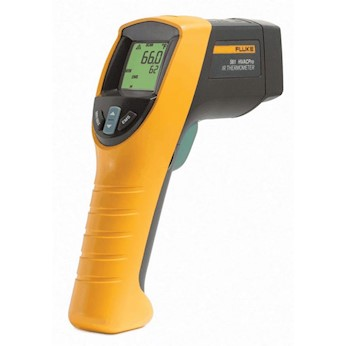 FLUKE
561 HVACPro
IR THERMOMETER
66.0
62